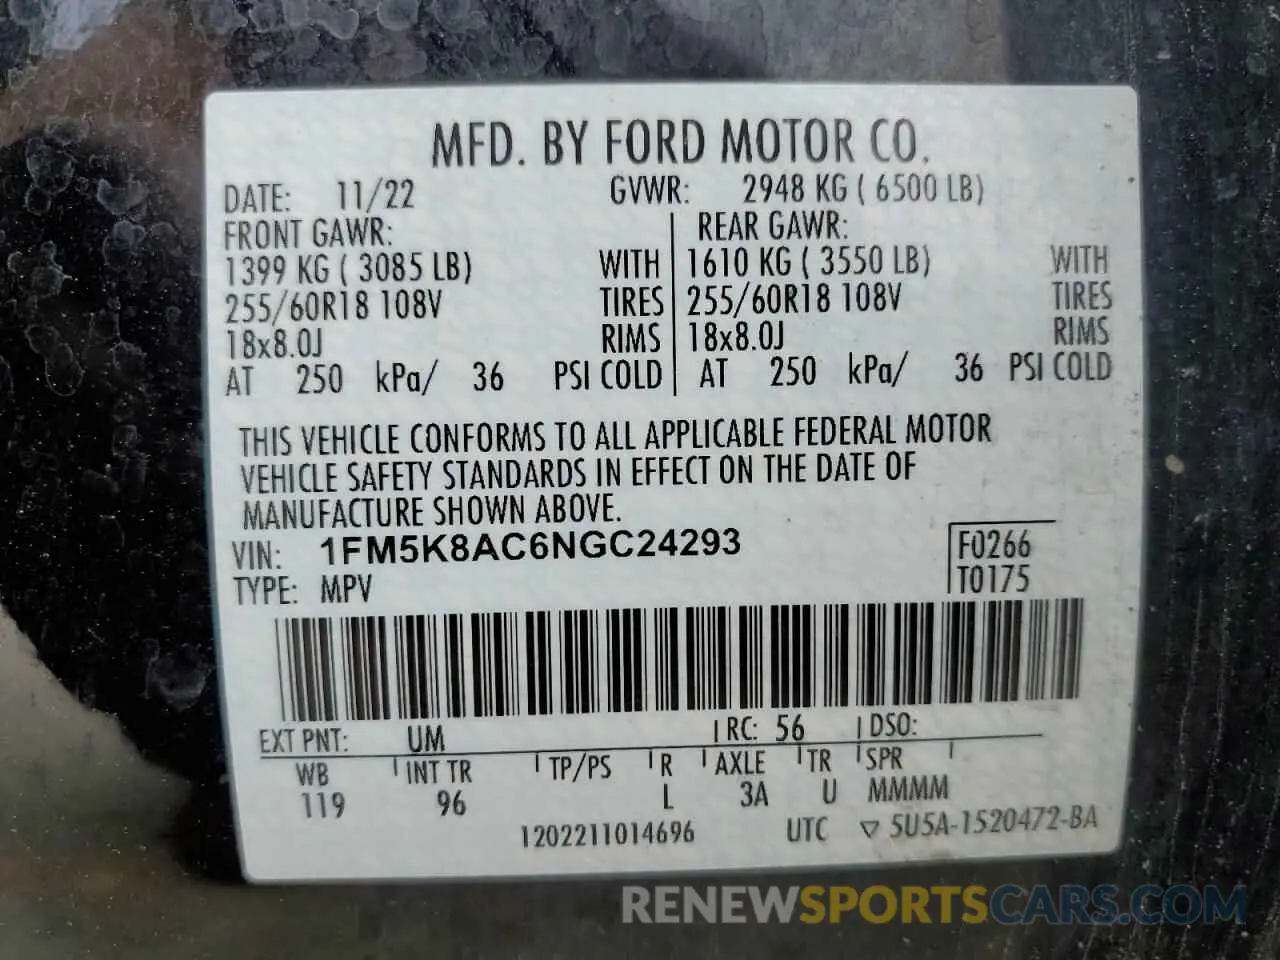 MFD. BY FORD MOTOR CO.
DATE: 11/22 GVWR: 2948 KG ( 6500 LB)
FRONT GAWR: REAR GAWR:
1399 KG ( 3085 LB) WITH 1610 KG ( 3550 LB) WITH
255/60R18 108V TIRES 255/60R18 108V TIRES
18x8.0J RIMS 18x8.0J RIMS
AT 250 kPa/ 36 PSI COLD AT 250 kPa/ 36 PSI COLD
THIS VEHICLE CONFORMS TO ALL APPLICABLE FEDERAL MOTOR
VEHICLE SAFETY STANDARDS IN EFFECT ON THE DATE OF
MANUFACTURE SHOWN ABOVE.
VIN: 1FM5K8AC6NGC24293 F0266
TYPE: MPV T0175
EXT PNT: UM RC: 56 DSO:
WB INT TR TP/PS R AXLE TR SPR
119 96 L 3A U MMMM
1202211014696 UTC ▽ 5U5A-1520472-BA
RENEWSPORTSCARS.COM